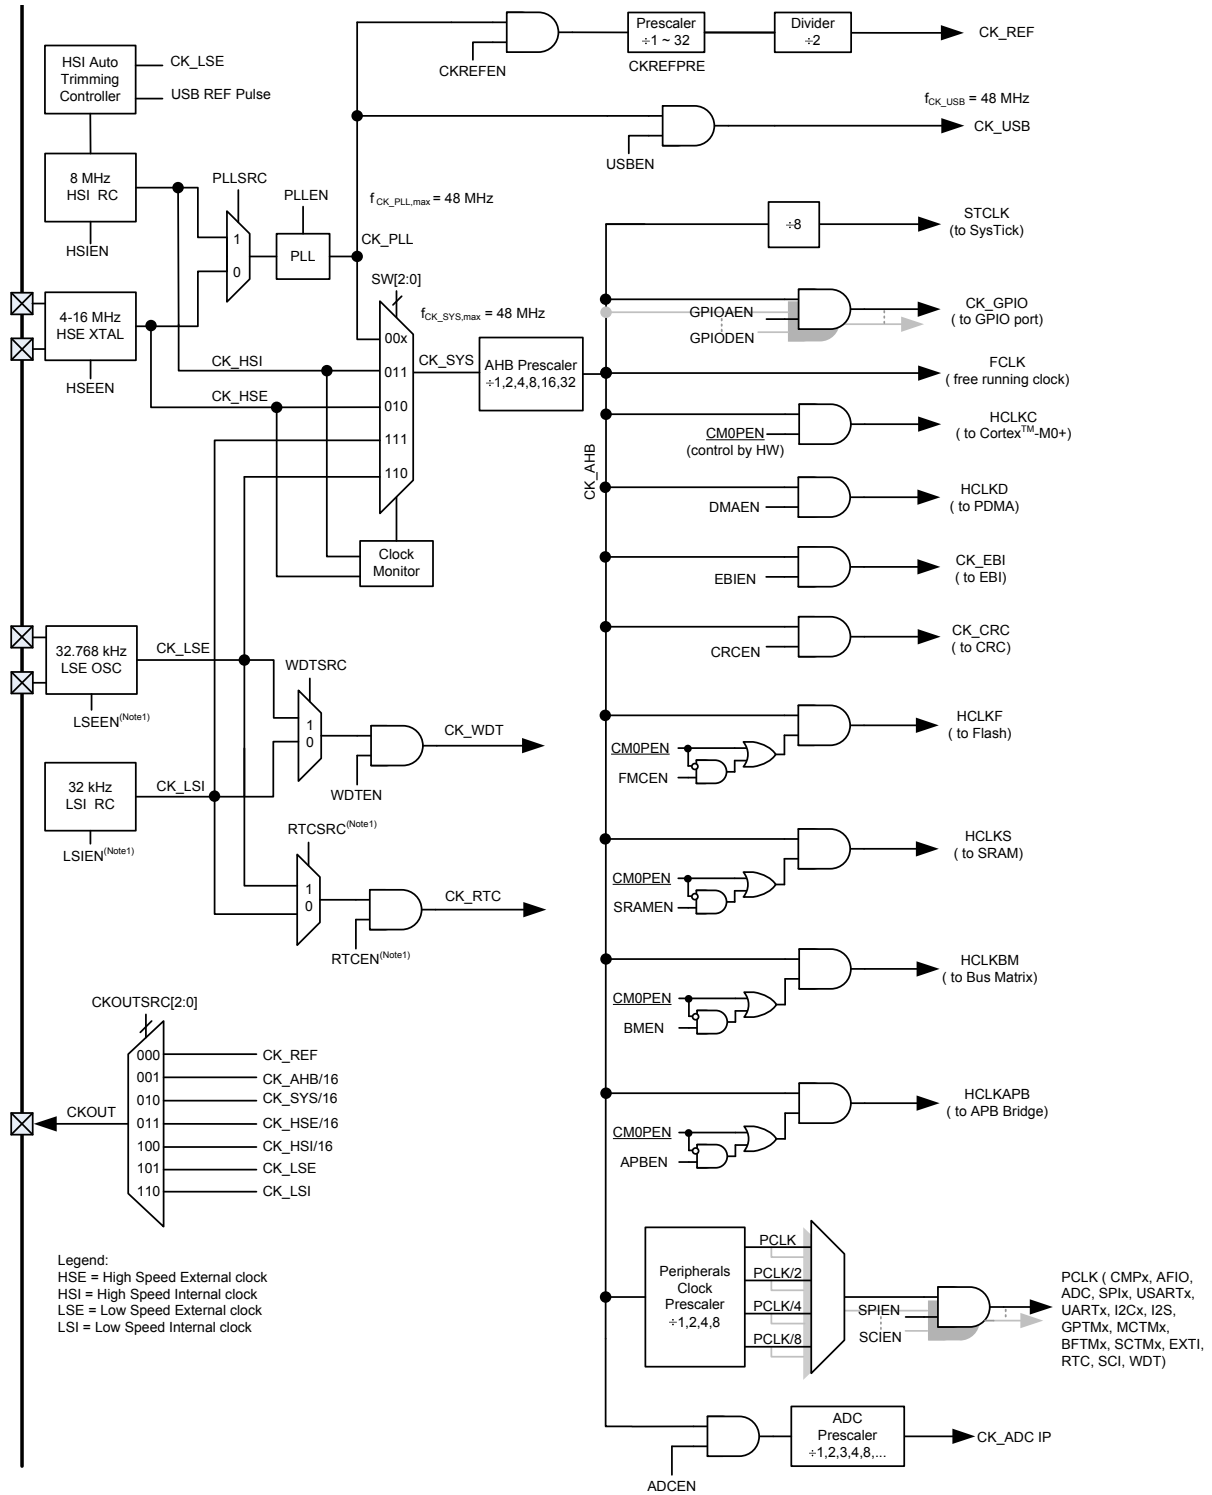 Prescaler
÷1 ~ 32
Divider
÷2
CK_REF
CKREFEN
CKREFPRE
HSI Auto
Trimming
Controller
CK_LSE
USB REF Pulse
fCK_USB = 48 MHz
CK_USB
USBEN
8 MHz
HSI RC
HSIEN
PLLSRC
1
0
PLLEN
PLL
fCK_PLL,max = 48 MHz
CK_PLL
÷8
STCLK
(to SysTick)
4-16 MHz
HSE XTAL
HSEEN
SW[2:0]
fCK_SYS,max = 48 MHz
00x
011
010
111
110
CK_HSI
CK_HSE
CK_SYS
AHB Prescaler
÷1,2,4,8,16,32
CK_AHB
Clock
Monitor
GPIOAEN
GPIODEN
CK_GPIO
( to GPIO port)
FCLK
( free running clock)
CM0PEN
(control by HW)
HCLKC
( to Cortex™-M0+)
DMAEN
HCLKD
( to PDMA)
EBIEN
CK_EBI
( to EBI)
CRCEN
CK_CRC
( to CRC)
32.768 kHz
LSE OSC
LSEEN(Note1)
CK_LSE
WDTSRC
1
0
WDTEN
CK_WDT
32 kHz
LSI RC
LSIEN(Note1)
CK_LSI
RTCSRC(Note1)
1
0
RTCEN(Note1)
CK_RTC
CM0PEN
FMCEN
HCLKF
( to Flash)
CM0PEN
SRAMEN
HCLKS
( to SRAM)
CM0PEN
BMEN
HCLKBM
( to Bus Matrix)
CM0PEN
APBEN
HCLKAPB
( to APB Bridge)
CKOUTSRC[2:0]
CKOUT
000 CK_REF
001 CK_AHB/16
010 CK_SYS/16
011 CK_HSE/16
100 CK_HSI/16
101 CK_LSE
110 CK_LSI
Legend:
HSE = High Speed External clock
HSI = High Speed Internal clock
LSE = Low Speed External clock
LSI = Low Speed Internal clock
Peripherals
Clock
Prescaler
÷1,2,4,8
PCLK
PCLK/2
PCLK/4
PCLK/8
SPIEN
SCIEN
PCLK ( CMPx, AFIO,
ADC, SPIx, USARTx,
UARTx, I2Cx, I2S,
GPTMx, MCTMx,
BFTMx, SCTMx, EXTI,
RTC, SCI, WDT)
ADCEN
ADC
Prescaler
÷1,2,3,4,8,...
CK_ADC IP